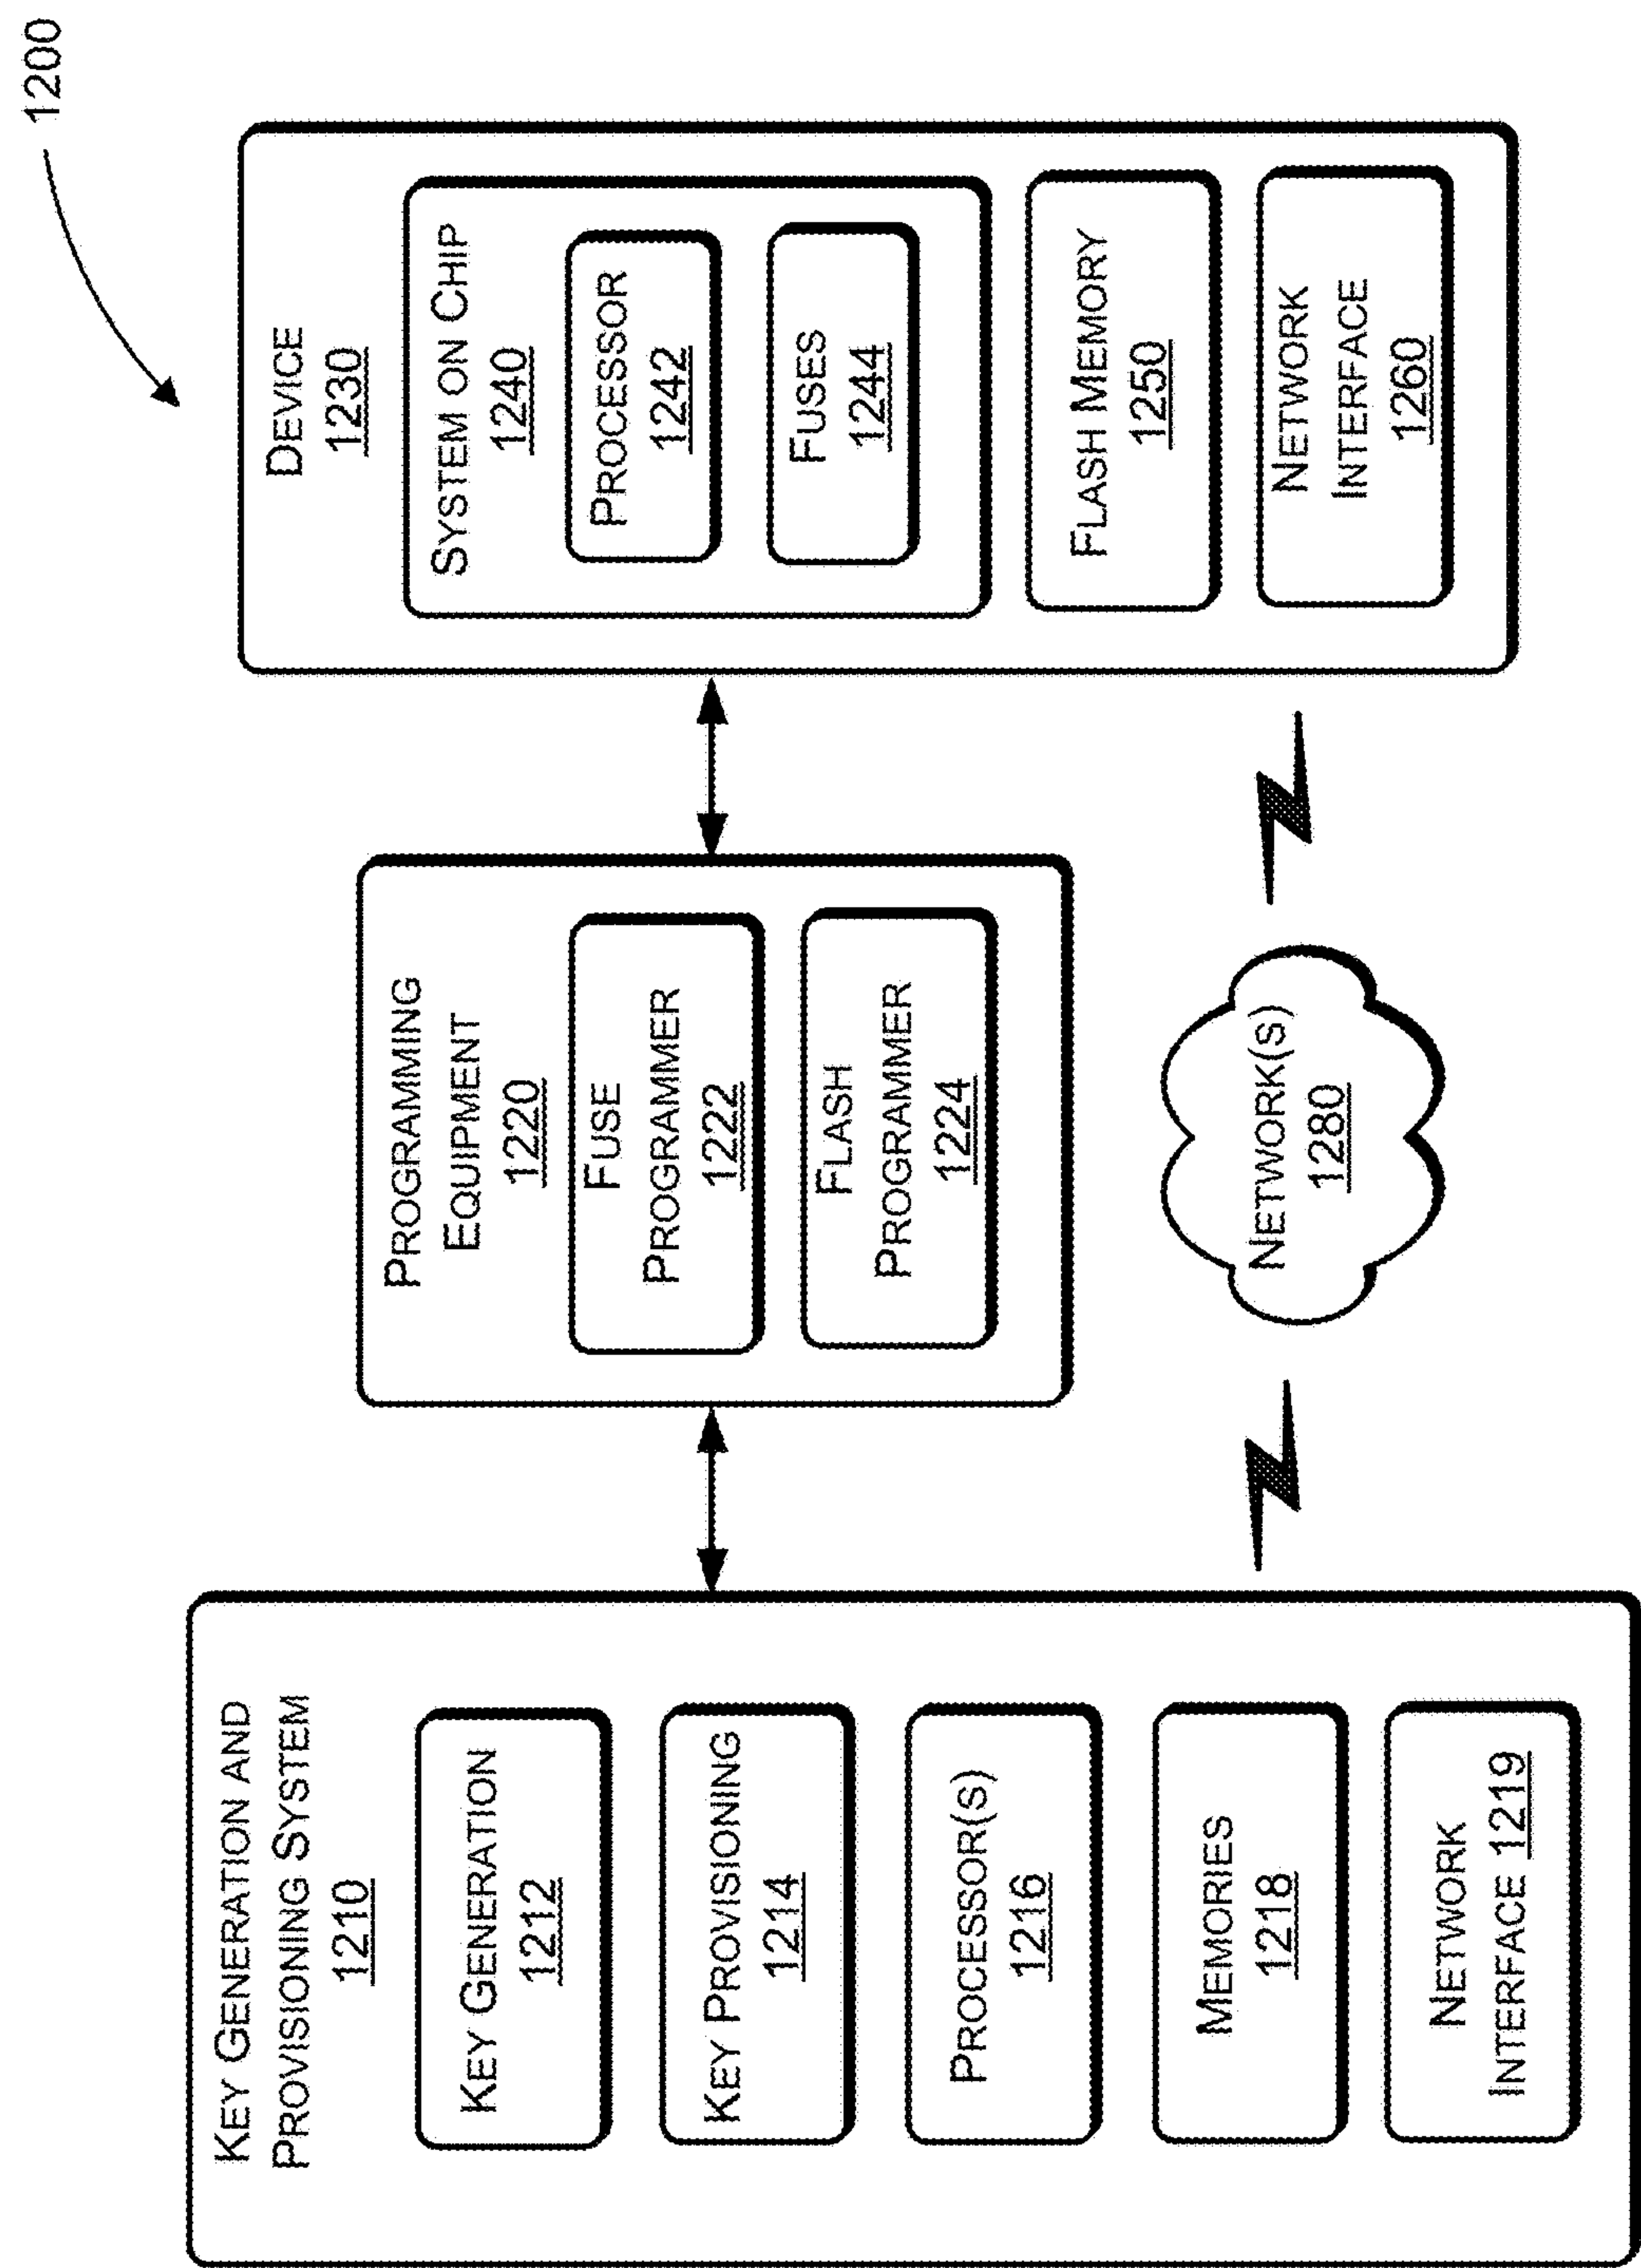 1200
KEY GENERATION AND
PROVISIONING SYSTEM
1210
KEY GENERATION
1212
KEY PROVISIONING
1214
PROCESSOR(S)
1216
MEMORIES
1218
NETWORK
INTERFACE 1219
PROGRAMMING
EQUIPMENT
1220
FUSE
PROGRAMMER
1222
FLASH
PROGRAMMER
1224
NETWORK(S)
1280
DEVICE
1230
SYSTEM ON CHIP
1240
PROCESSOR
1242
FUSES
1244
FLASH MEMORY
1250
NETWORK
INTERFACE
1260